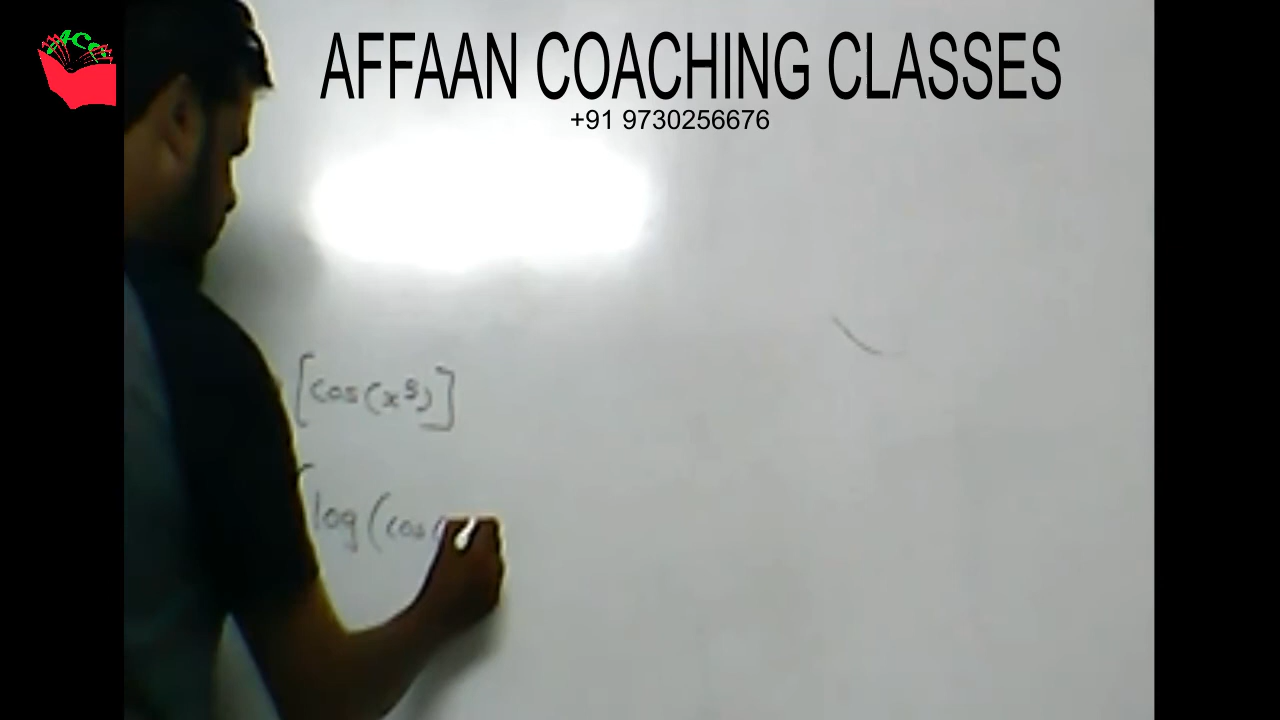 AFFAAN COACHING CLASSES
+91 9730256676
[cos(x³)]
[log(cos(